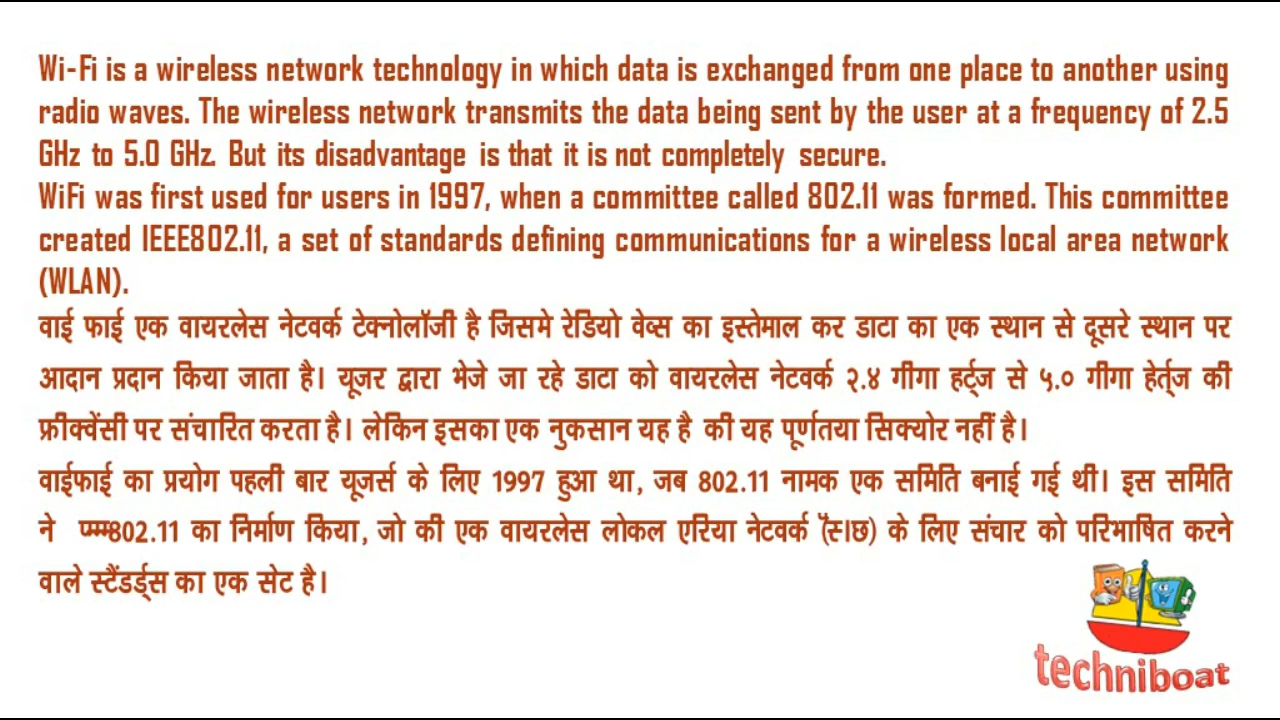 Wi-Fi is a wireless network technology in which data is exchanged from one place to another using
radio waves. The wireless network transmits the data being sent by the user at a frequency of 2.5
GHz to 5.0 GHz. But its disadvantage is that it is not completely secure.
WiFi was first used for users in 1997, when a committee called 802.11 was formed. This committee
created IEEE802.11, a set of standards defining communications for a wireless local area network
(WLAN).
वाई फाई एक वायरलेस नेटवर्क टेक्नोलॉजी है जिसमे रेडियो वेव्स का इस्तेमाल कर डाटा का एक स्थान से दूसरे स्थान पर
आदान प्रदान किया जाता है। यूजर द्वारा भेजे जा रहे डाटा को वायरलेस नेटवर्क २.४ गीगा हर्ट्ज से ५.० गीगा हेर्त्ज की
फ्रीक्वेंसी पर संचारित करता है। लेकिन इसका एक नुकसान यह है की यह पूर्णतया सिक्योर नहीं है।
वाईफाई का प्रयोग पहली बार यूजर्स के लिए 1997 हुआ था, जब 802.11 नामक एक समिति बनाई गई थी। इस समिति
ने 802.11 का निर्माण किया, जो की एक वायरलेस लोकल एरिया नेटवर्क के लिए संचार को परिभाषित करने
वाले स्टैंडर्ड्स का एक सेट है।
techniboat